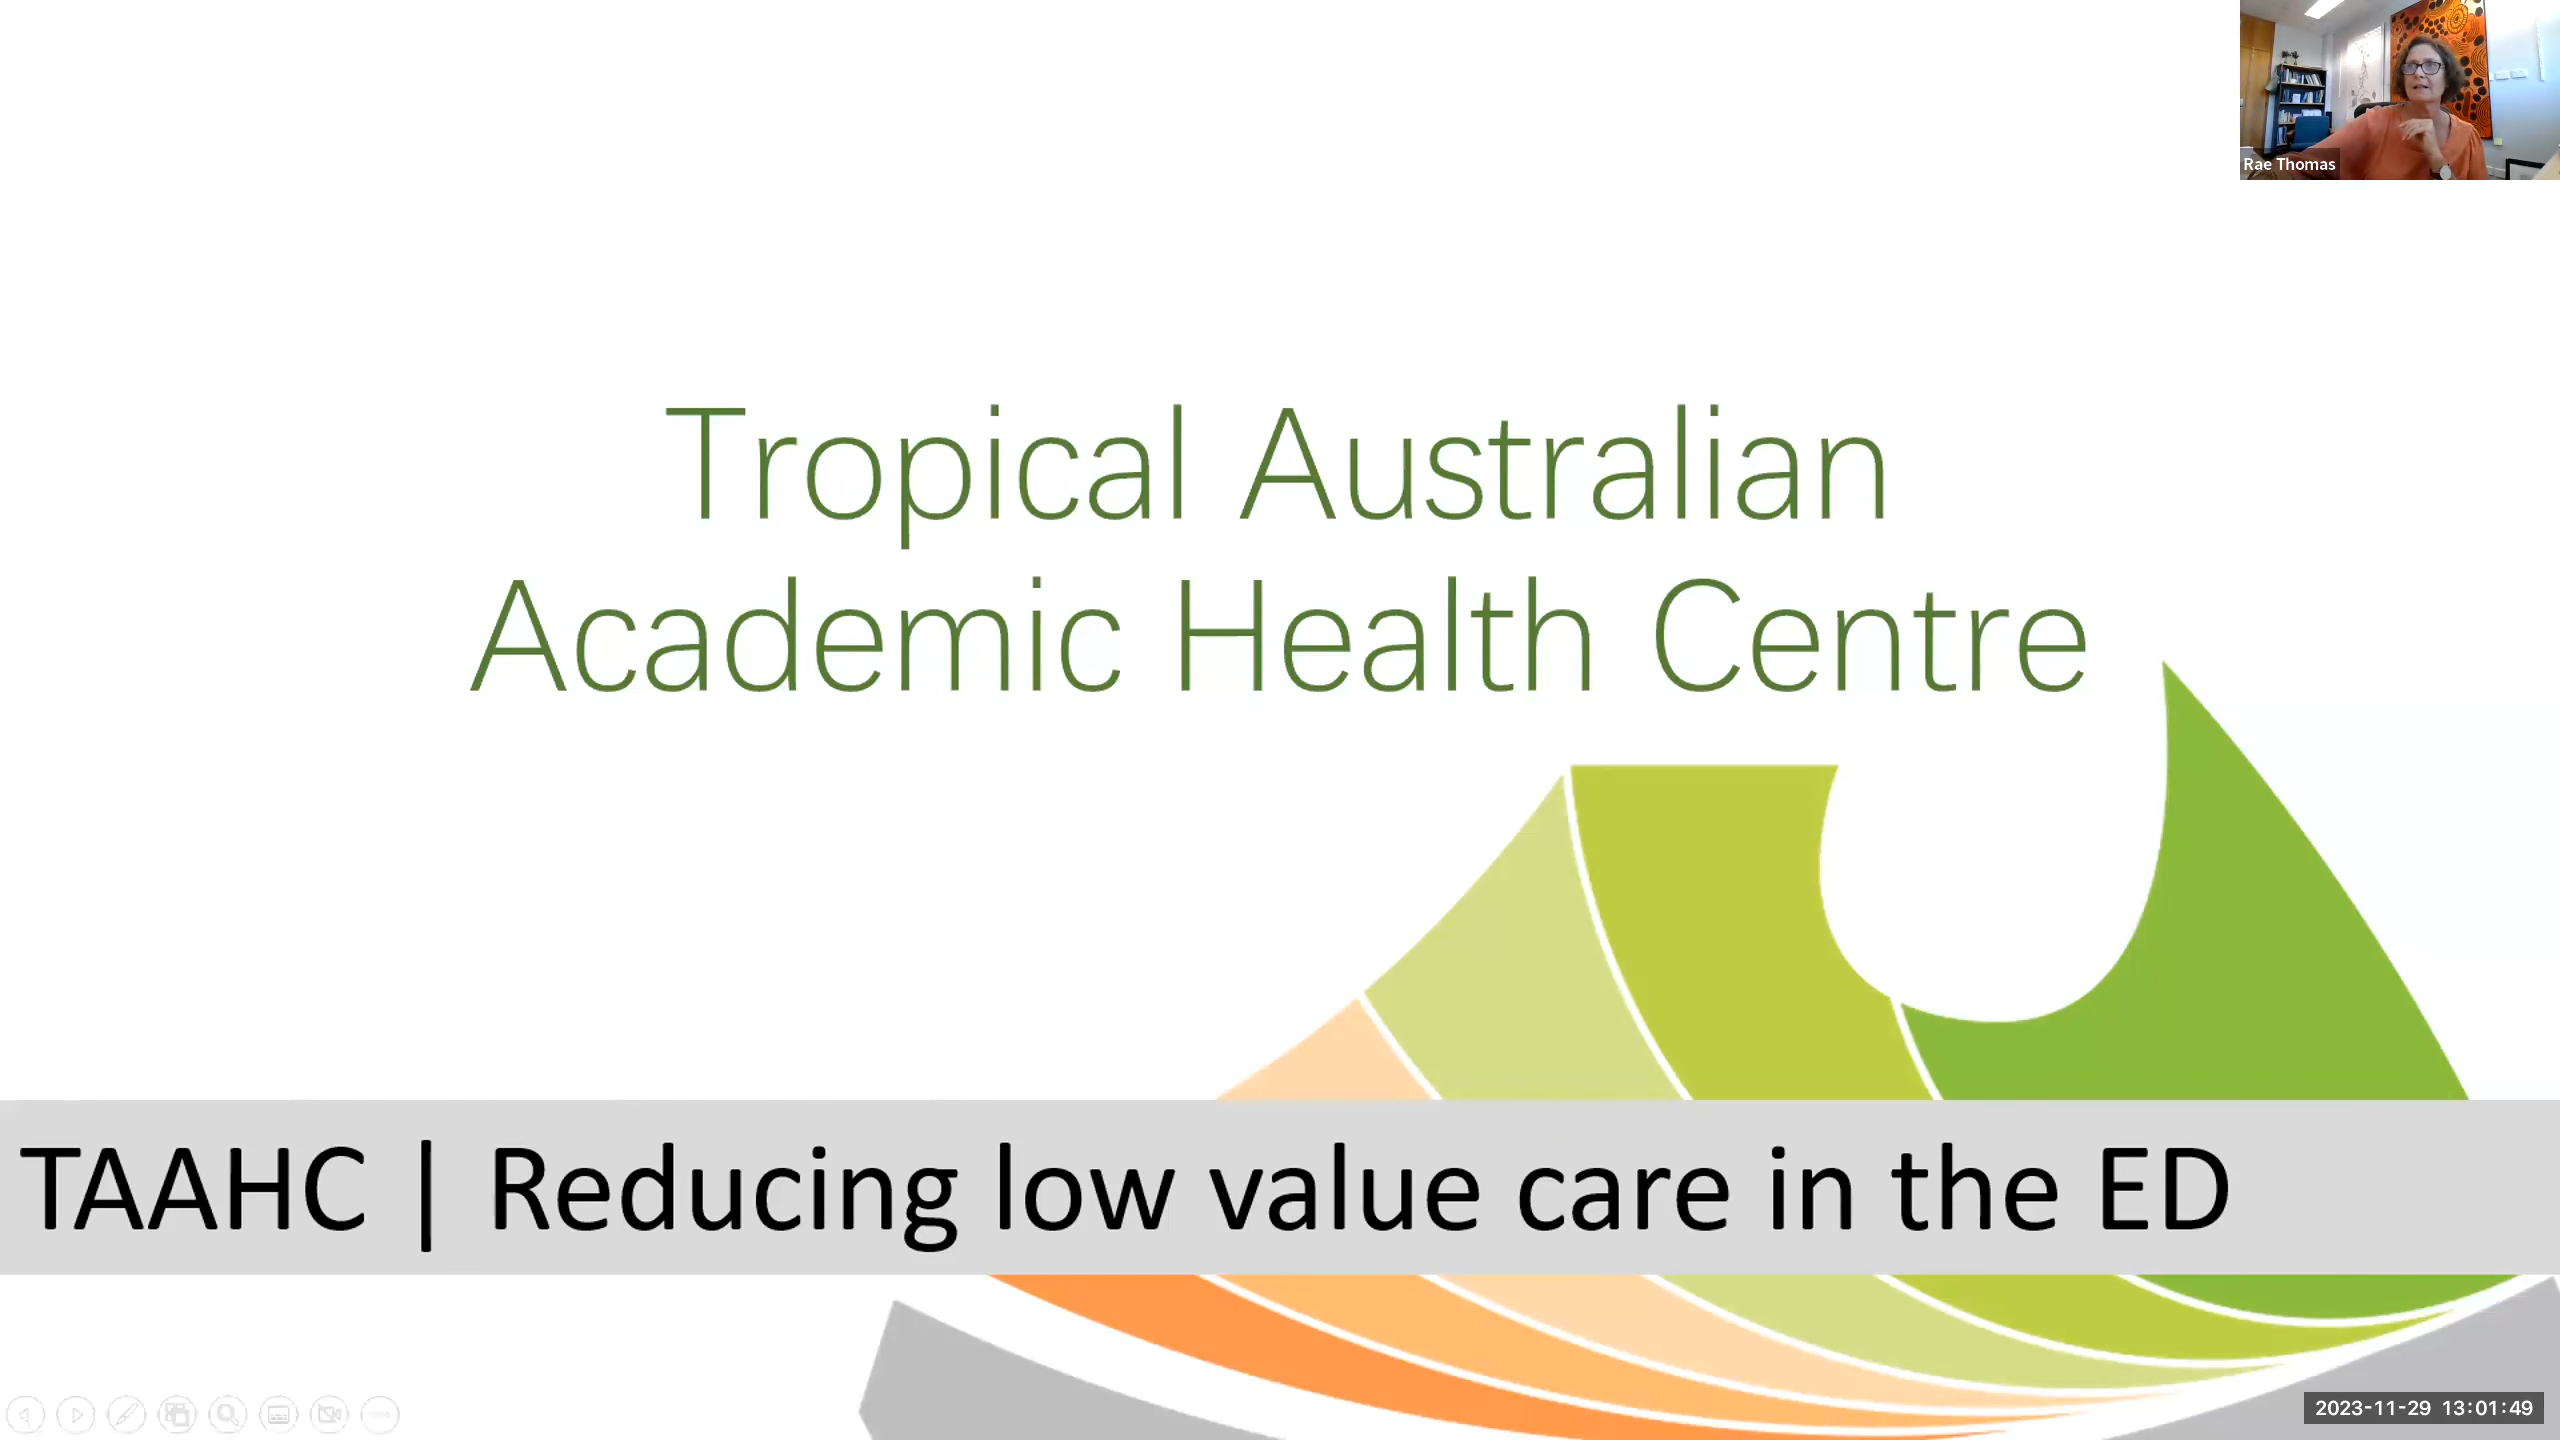 Rae Thomas
Tropical Australian
Academic Health Centre
TAAHC | Reducing low value care in the ED
2023-11-29 13:01:49